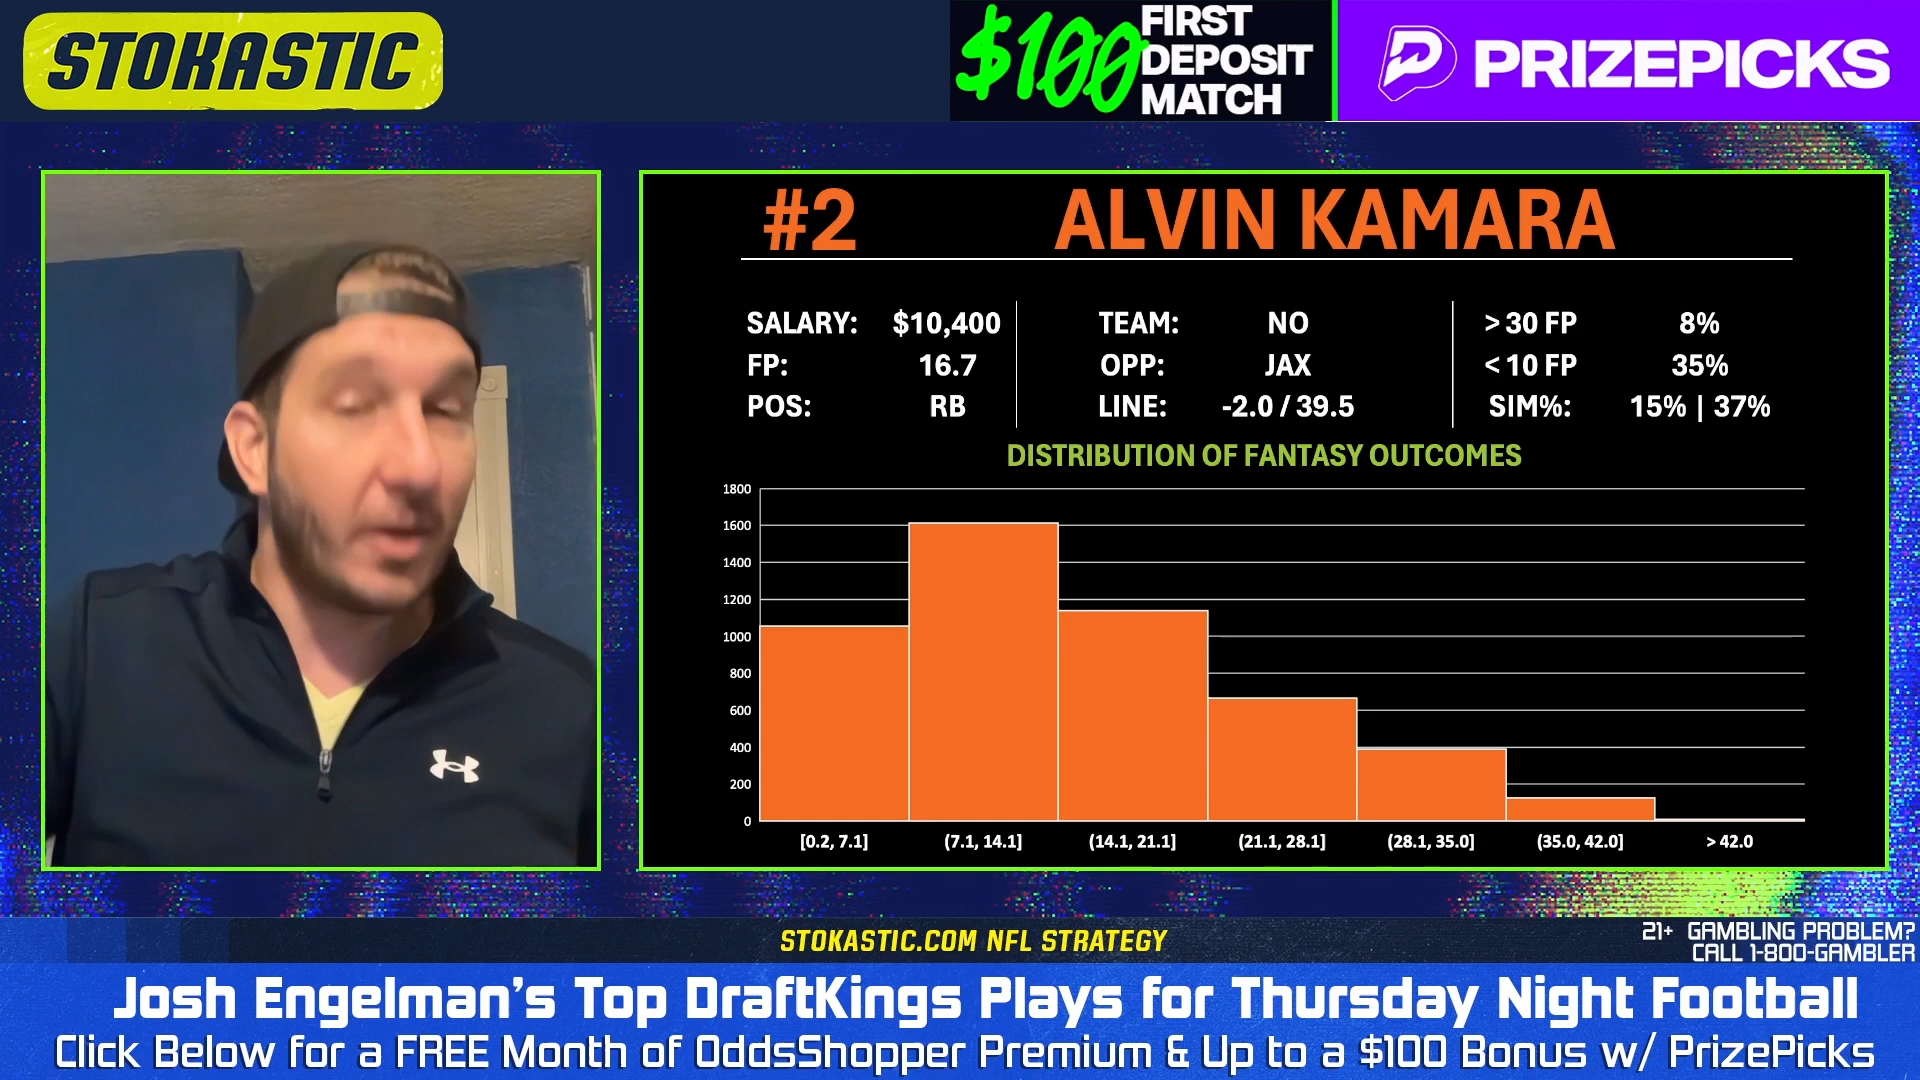 STOKASTIC
$100
FIRST
DEPOSIT
MATCH
PRIZEPICKS
#2 ALVIN KAMARA
SALARY: $10,400 TEAM: NO > 30 FP 8%
FP: 16.7 OPP: JAX < 10 FP 35%
POS: RB LINE: -2.0 / 39.5 SIM%: 15% | 37%
DISTRIBUTION OF FANTASY OUTCOMES
1800
1600
1400
1200
1000
800
600
400
200
0
[0.2, 7.1] (7.1, 14.1] (14.1, 21.1] (21.1, 28.1] (28.1, 35.0] (35.0, 42.0] > 42.0
STOKASTIC.COM NFL STRATEGY
21+ GAMBLING PROBLEM?
CALL 1-800-GAMBLER
Josh Engelman's Top DraftKings Plays for Thursday Night Football
Click Below for a FREE Month of OddsShopper Premium & Up to a $100 Bonus w/ PrizePicks